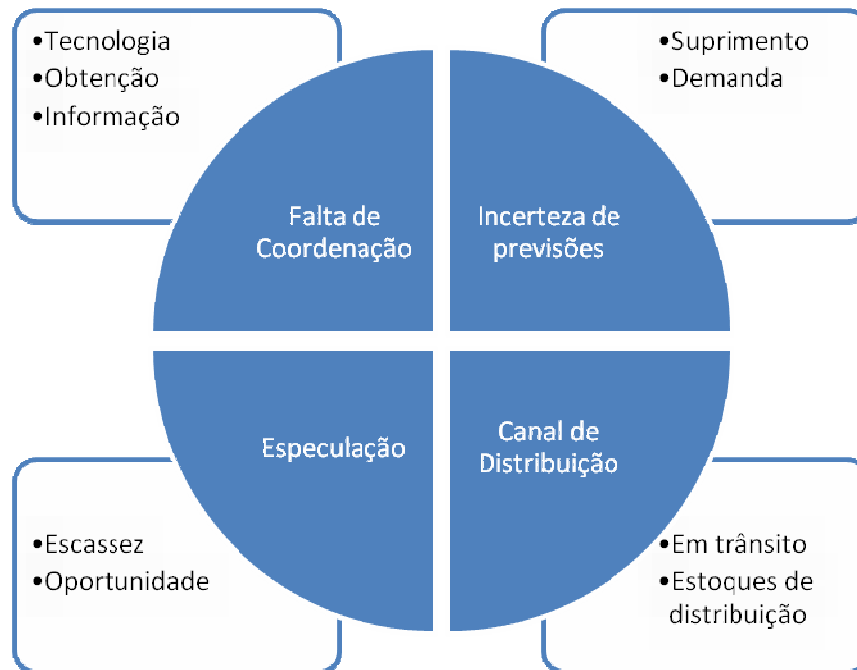 •Tecnologia
•Obtenção
•Informação
•Suprimento
•Demanda
Falta de
Coordenação
Incerteza de
previsões
Especulação
Canal de
Distribuição
•Escassez
•Oportunidade
•Em trânsito
•Estoques de
distribuição